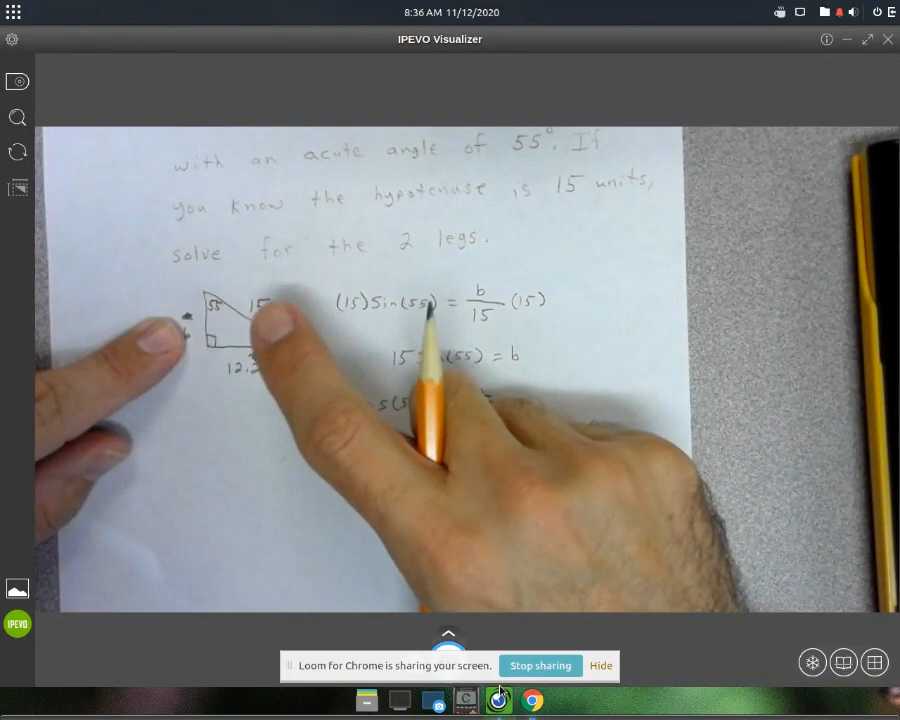 8:36 AM 11/12/2020
IPEVO Visualizer
with an acute angle of 55°. If
you know the hypotenuse is 15 units,
solve for the 2 legs.
55 15
12.2
(15)Sin(55) = b/15 (15)
(55) = b
IPEVO
Loom for Chrome is sharing your screen. Stop sharing Hide